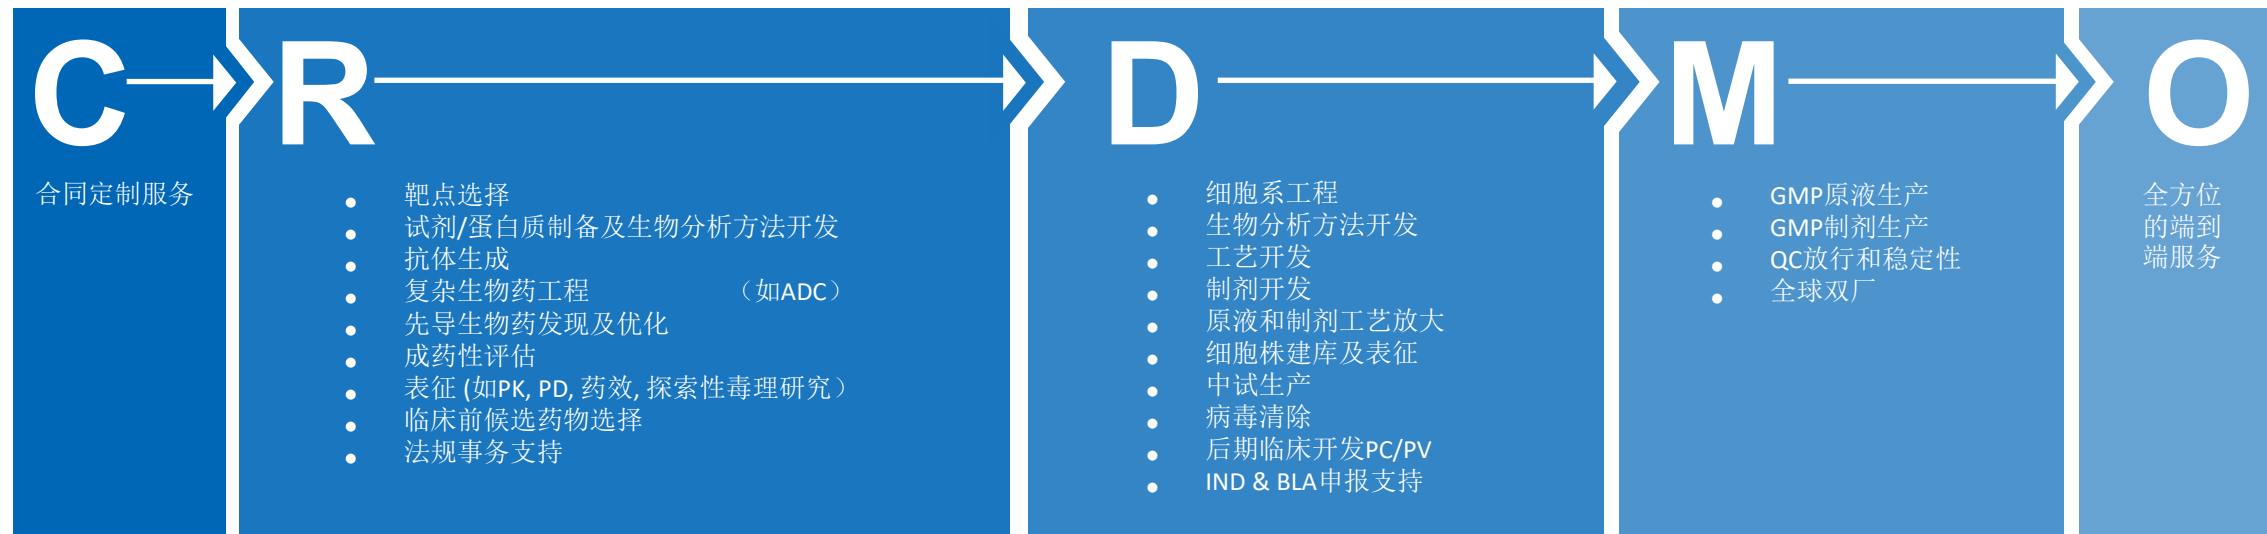 C
合同定制服务
R
靶点选择
试剂/蛋白质制备及生物分析方法开发
抗体生成
复杂生物药工程 （如ADC）
先导生物药发现及优化
成药性评估
表征 (如PK, PD, 药效, 探索性毒理研究）
临床前候选药物选择
法规事务支持
D
细胞系工程
生物分析方法开发
工艺开发
制剂开发
原液和制剂工艺放大
细胞株建库及表征
中试生产
病毒清除
后期临床开发PC/PV
IND & BLA申报支持
M
GMP原液生产
GMP制剂生产
QC放行和稳定性
全球双厂
O
全方位
的端到
端服务